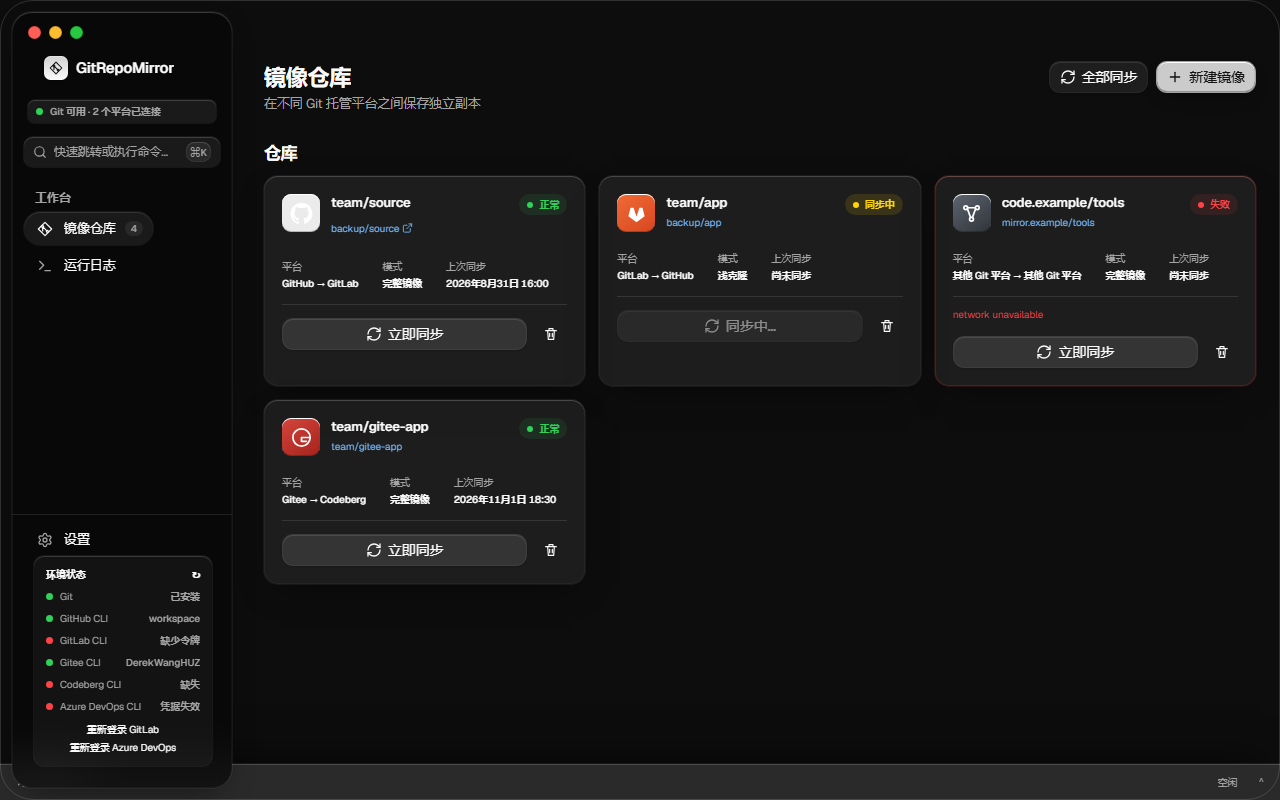 GitRepoMirror
Git 可用 · 2 个平台已连接
快速跳转或执行命令... ⌘K
工作台
镜像仓库 4
运行日志
设置
环境状态 ↻
Git 已安装
GitHub CLI workspace
GitLab CLI 缺少令牌
Gitee CLI DerekWangHUZ
Codeberg CLI 缺失
Azure DevOps CLI 凭据失效
重新登录 GitLab
重新登录 Azure DevOps
镜像仓库
在不同 Git 托管平台之间保存独立副本
全部同步
新建镜像
仓库
team/source 正常
backup/source
平台 模式 上次同步
GitHub → GitLab 完整镜像 2026年8月31日 16:00
立即同步
team/app 同步中
backup/app
平台 模式 上次同步
GitLab → GitHub 浅克隆 尚未同步
同步中...
code.example/tools 失败
mirror.example/tools
平台 模式 上次同步
其他 Git 平台 → 其他 Git 平台 完整镜像 尚未同步
network unavailable
立即同步
team/gitee-app 正常
team/gitee-app
平台 模式 上次同步
Gitee → Codeberg 完整镜像 2026年11月1日 18:30
立即同步
空闲 ^